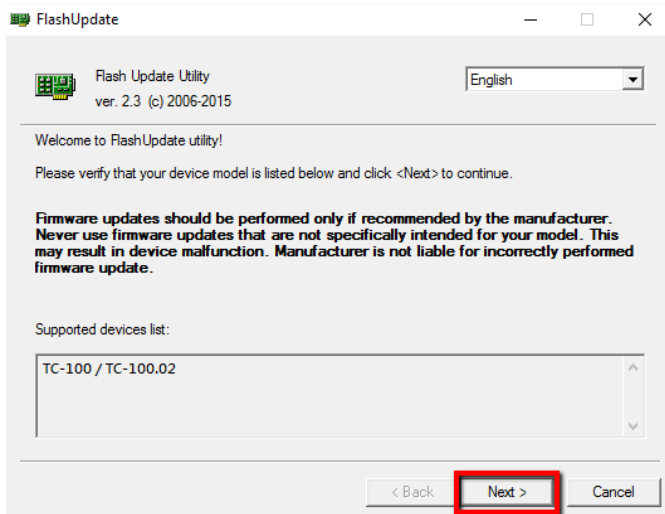 FlashUpdate
Flash Update Utility
English
ver. 2.3 (c) 2006-2015
Welcome to FlashUpdate utility!
Please verify that your device model is listed below and click <Next> to continue.
Firmware updates should be performed only if recommended by the manufacturer.
Never use firmware updates that are not specifically intended for your model. This
may result in device malfunction. Manufacturer is not liable for incorrectly performed
firmware update.
Supported devices list:
TC-100 / TC-100.02
< Back
Next >
Cancel